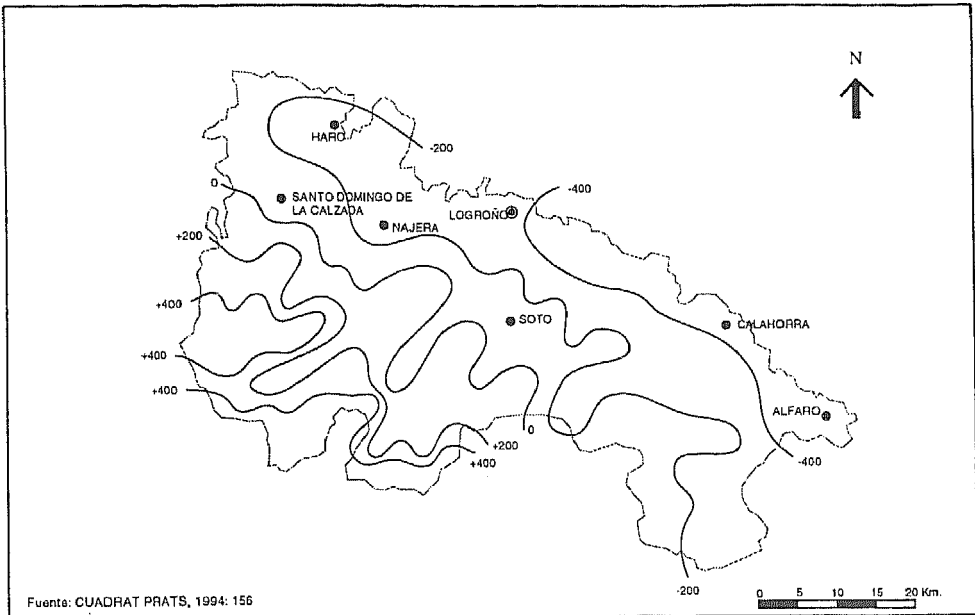 N
HARO
-200
-400
0
SANTO DOMINGO DE
LA CALZADA
LOGROÑO
NAJERA
+200
+400
SOTO
CALAHORRA
+400
+400
ALFARO
0
+200
+400
-400
-200
Fuente: CUADRAT PRATS, 1994: 156
0 5 10 15 20 Km.